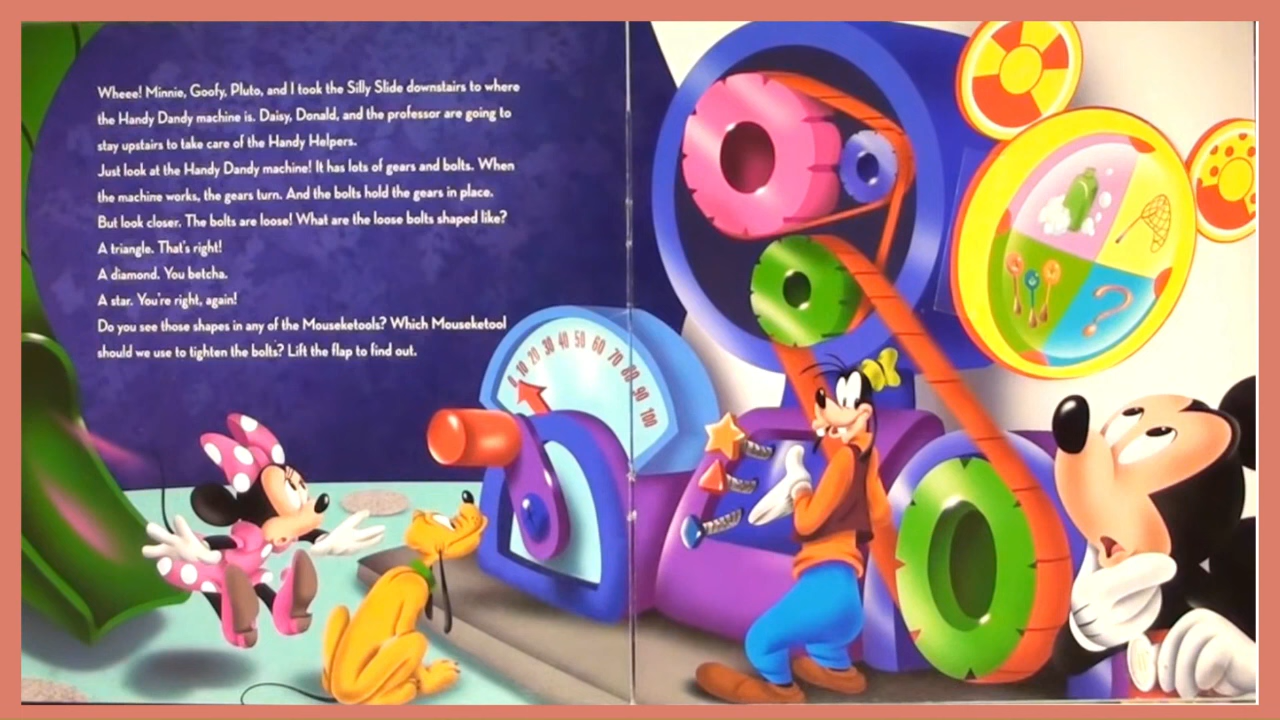 Wheee! Minnie, Goofy, Pluto, and I took the Silly Slide downstairs to where
the Handy Dandy machine is. Daisy, Donald, and the professor are going to
stay upstairs to take care of the Handy Helpers.
Just look at the Handy Dandy machine! It has lots of gears and bolts. When
the machine works, the gears turn. And the bolts hold the gears in place.
But look closer. The bolts are loose! What are the loose bolts shaped like?
A triangle. That's right!
A diamond. You betcha.
A star. You're right, again!
Do you see those shapes in any of the Mouseketools? Which Mouseketool
should we use to tighten the bolts? Lift the flap to find out.
0 10 20 30 40 50 60 70 80 90 100
?